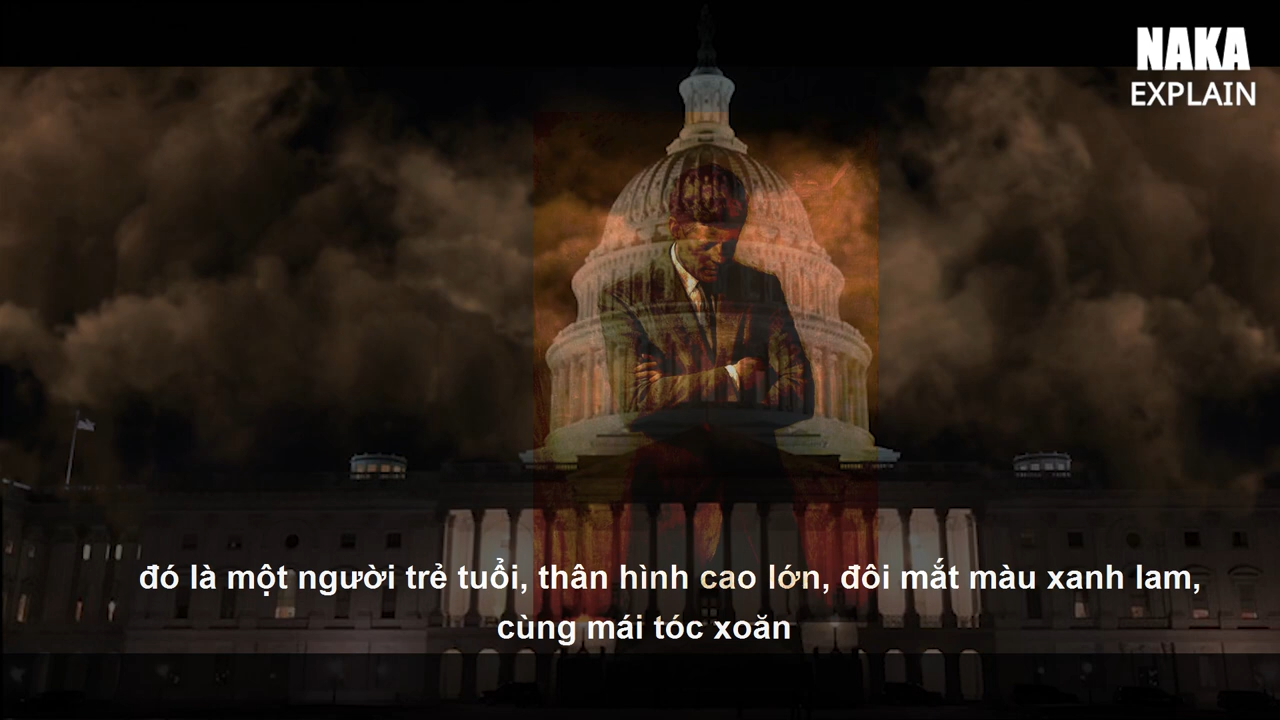 NAKA
EXPLAIN
đó là một người trẻ tuổi, thân hình cao lớn, đôi mắt màu xanh lam,
cùng mái tóc xoăn